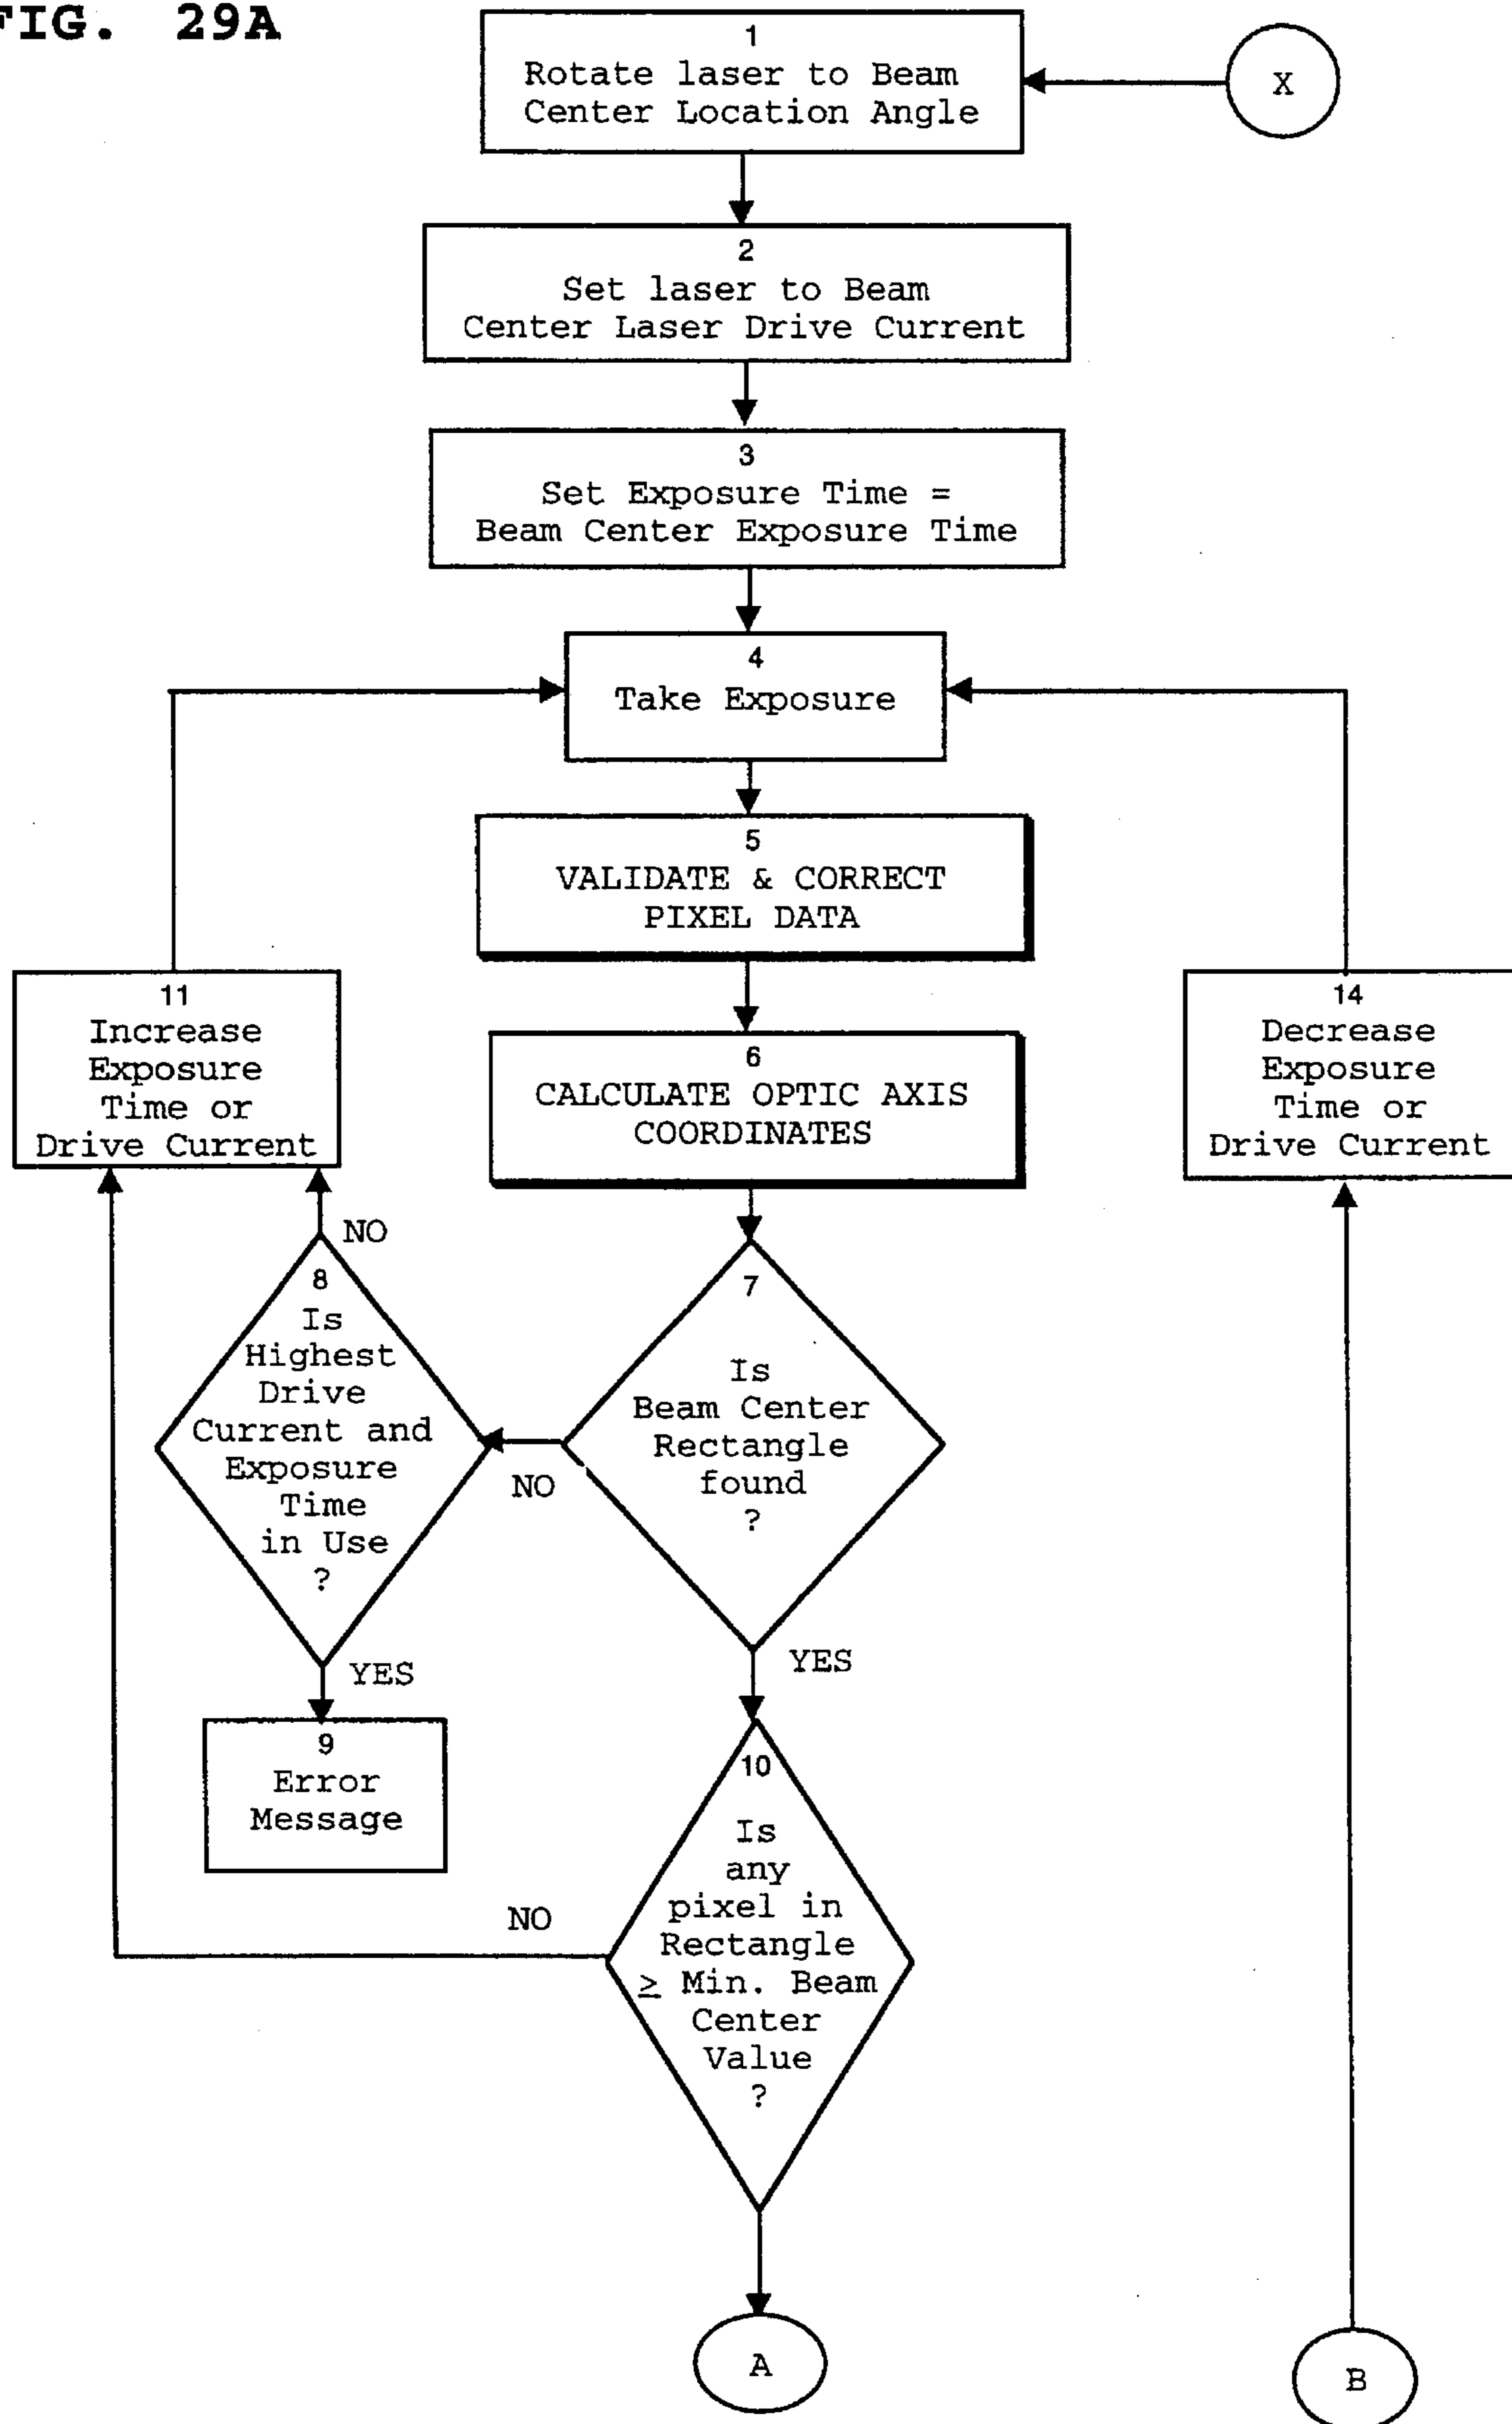 FIG. 29A
1
Rotate laser to Beam
Center Location Angle
X
2
Set laser to Beam
Center Laser Drive Current
3
Set Exposure Time =
Beam Center Exposure Time
4
Take Exposure
5
VALIDATE & CORRECT
PIXEL DATA
11
Increase
Exposure
Time or
Drive Current
6
CALCULATE OPTIC AXIS
COORDINATES
14
Decrease
Exposure
Time or
Drive Current
NO
8
Is
Highest
Drive
Current and
Exposure
Time
in Use
?
7
Is
Beam Center
Rectangle
found
?
NO
YES
YES
9
Error
Message
10
Is
any
pixel in
Rectangle
≥ Min. Beam
Center
Value
?
NO
A
B